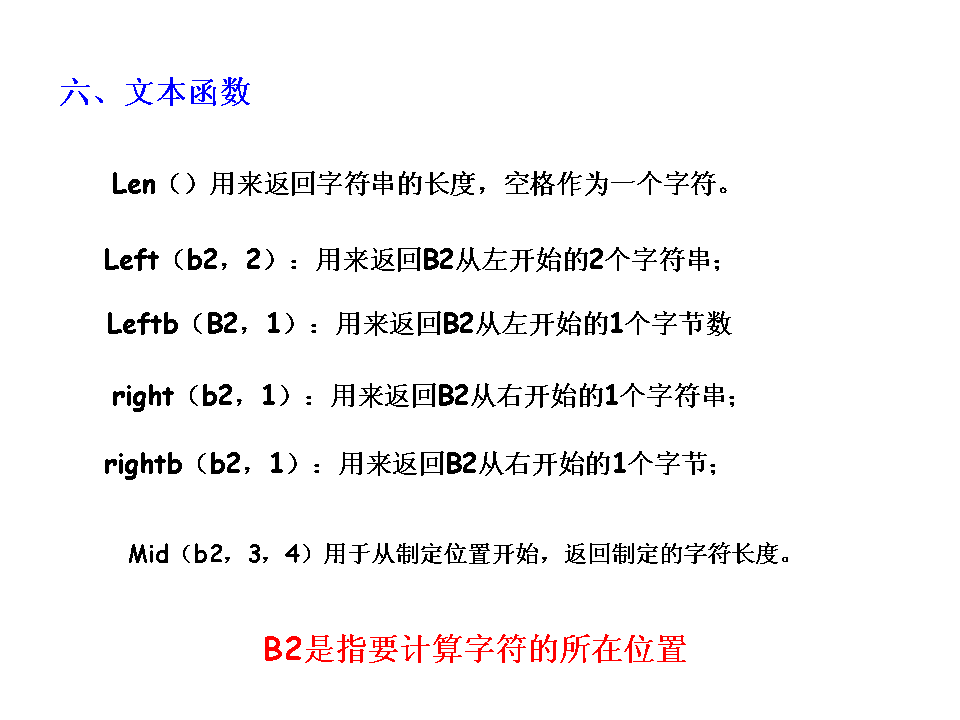 六、文本函数
Len（）用来返回字符串的长度，空格作为一个字符。
Left（b2，2）：用来返回B2从左开始的2个字符串；
Leftb（B2，1）：用来返回B2从左开始的1个字节数
right（b2，1）：用来返回B2从右开始的1个字符串；
rightb（b2，1）：用来返回B2从右开始的1个字节；
Mid（b2，3，4）用于从制定位置开始，返回制定的字符长度。
B2是指要计算字符的所在位置